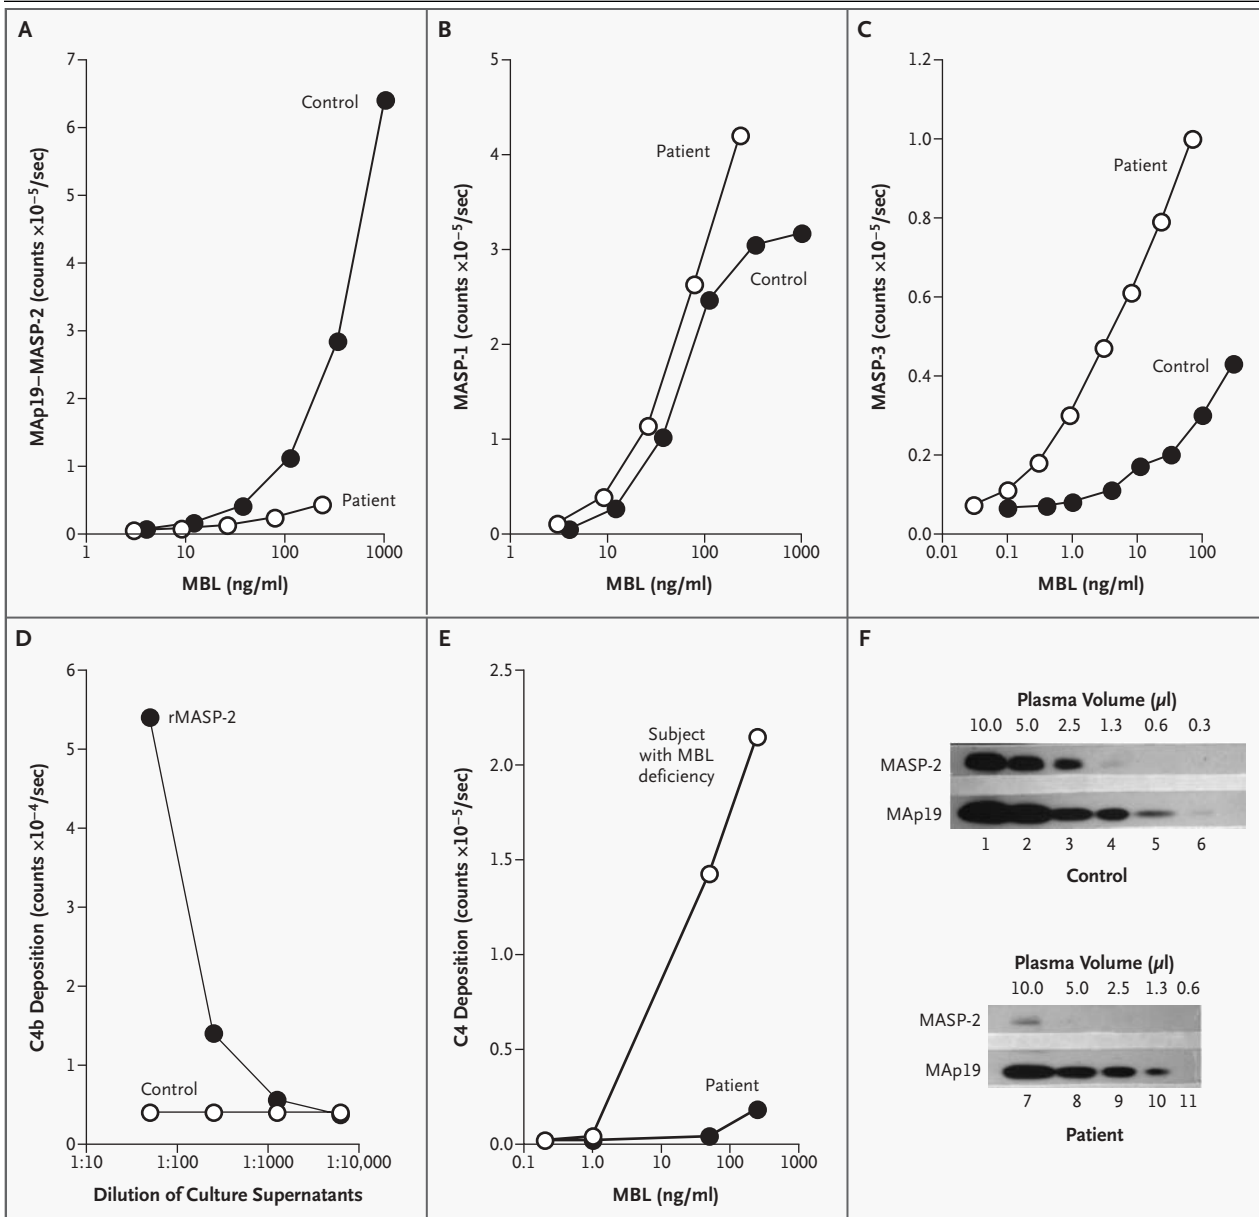 A
MAp19–MASP-2 (counts ×10⁻⁵/sec)
7
6
5
4
3
2
1
0
Control
Patient
1 10 100 1000
MBL (ng/ml)
B
MASP-1 (counts ×10⁻⁵/sec)
5
4
3
2
1
0
Patient
Control
1 10 100 1000
MBL (ng/ml)
C
MASP-3 (counts ×10⁻⁵/sec)
1.2
1.0
0.8
0.6
0.4
0.2
0.0
Patient
Control
0.01 0.1 1.0 10 100
MBL (ng/ml)
D
C4b Deposition (counts ×10⁻⁴/sec)
6
5
4
3
2
1
0
rMASP-2
Control
1:10 1:100 1:1000 1:10,000
Dilution of Culture Supernatants
E
C4 Deposition (counts ×10⁻⁵/sec)
2.5
2.0
1.5
1.0
0.5
0.0
Subject
with MBL
deficiency
Patient
0.1 1.0 10 100 1000
MBL (ng/ml)
F
Plasma Volume (µl)
10.0 5.0 2.5 1.3 0.6 0.3
MASP-2
MAp19
1 2 3 4 5 6
Control
Plasma Volume (µl)
10.0 5.0 2.5 1.3 0.6
MASP-2
MAp19
7 8 9 10 11
Patient